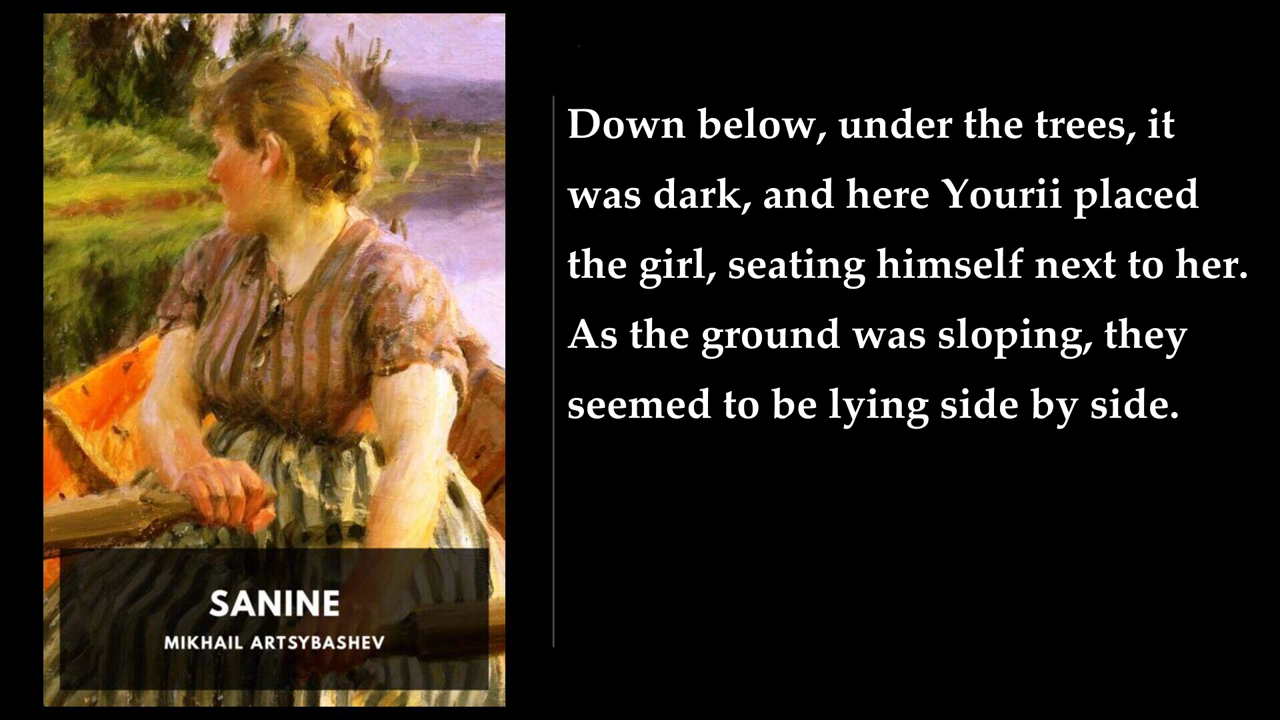 SANINE
MIKHAIL ARTSYBASHEV
Down below, under the trees, it
was dark, and here Yourii placed
the girl, seating himself next to her.
As the ground was sloping, they
seemed to be lying side by side.